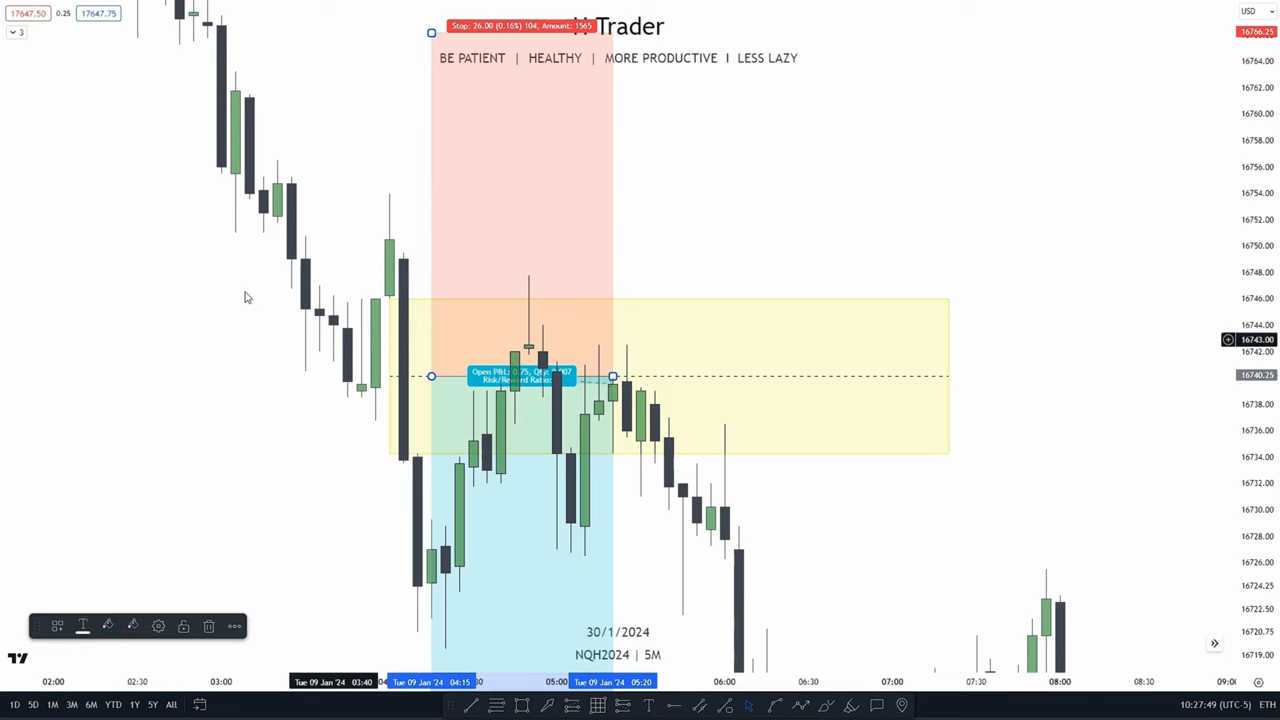 17647.50 0.25 17647.75
3
Stop: 26.00 (0.16%) 104, Amount: 1565
Trader
BE PATIENT | HEALTHY | MORE PRODUCTIVE I LESS LAZY
USD
16766.25
16764.00
16762.00
16760.00
16758.00
16756.00
16754.00
16752.00
16750.00
16748.00
16746.00
16744.00
16743.00
16742.00
16740.25
16738.00
16736.00
16734.00
16732.00
16730.00
16728.00
16726.00
16724.25
16722.50
16720.75
16719.00
Open P&L:
Risk/Reward Ratio:
30/1/2024
NQH2024 | 5M
02:00 02:30 03:00 Tue 09 Jan '24 03:40 Tue 09 Jan '24 04:15 05:00 Tue 09 Jan '24 05:20 06:00 06:30 07:00 07:30 08:00 08:30 09:00
1D 5D 1M 3M 6M YTD 1Y 5Y All 10:27:49 (UTC-5) ETH